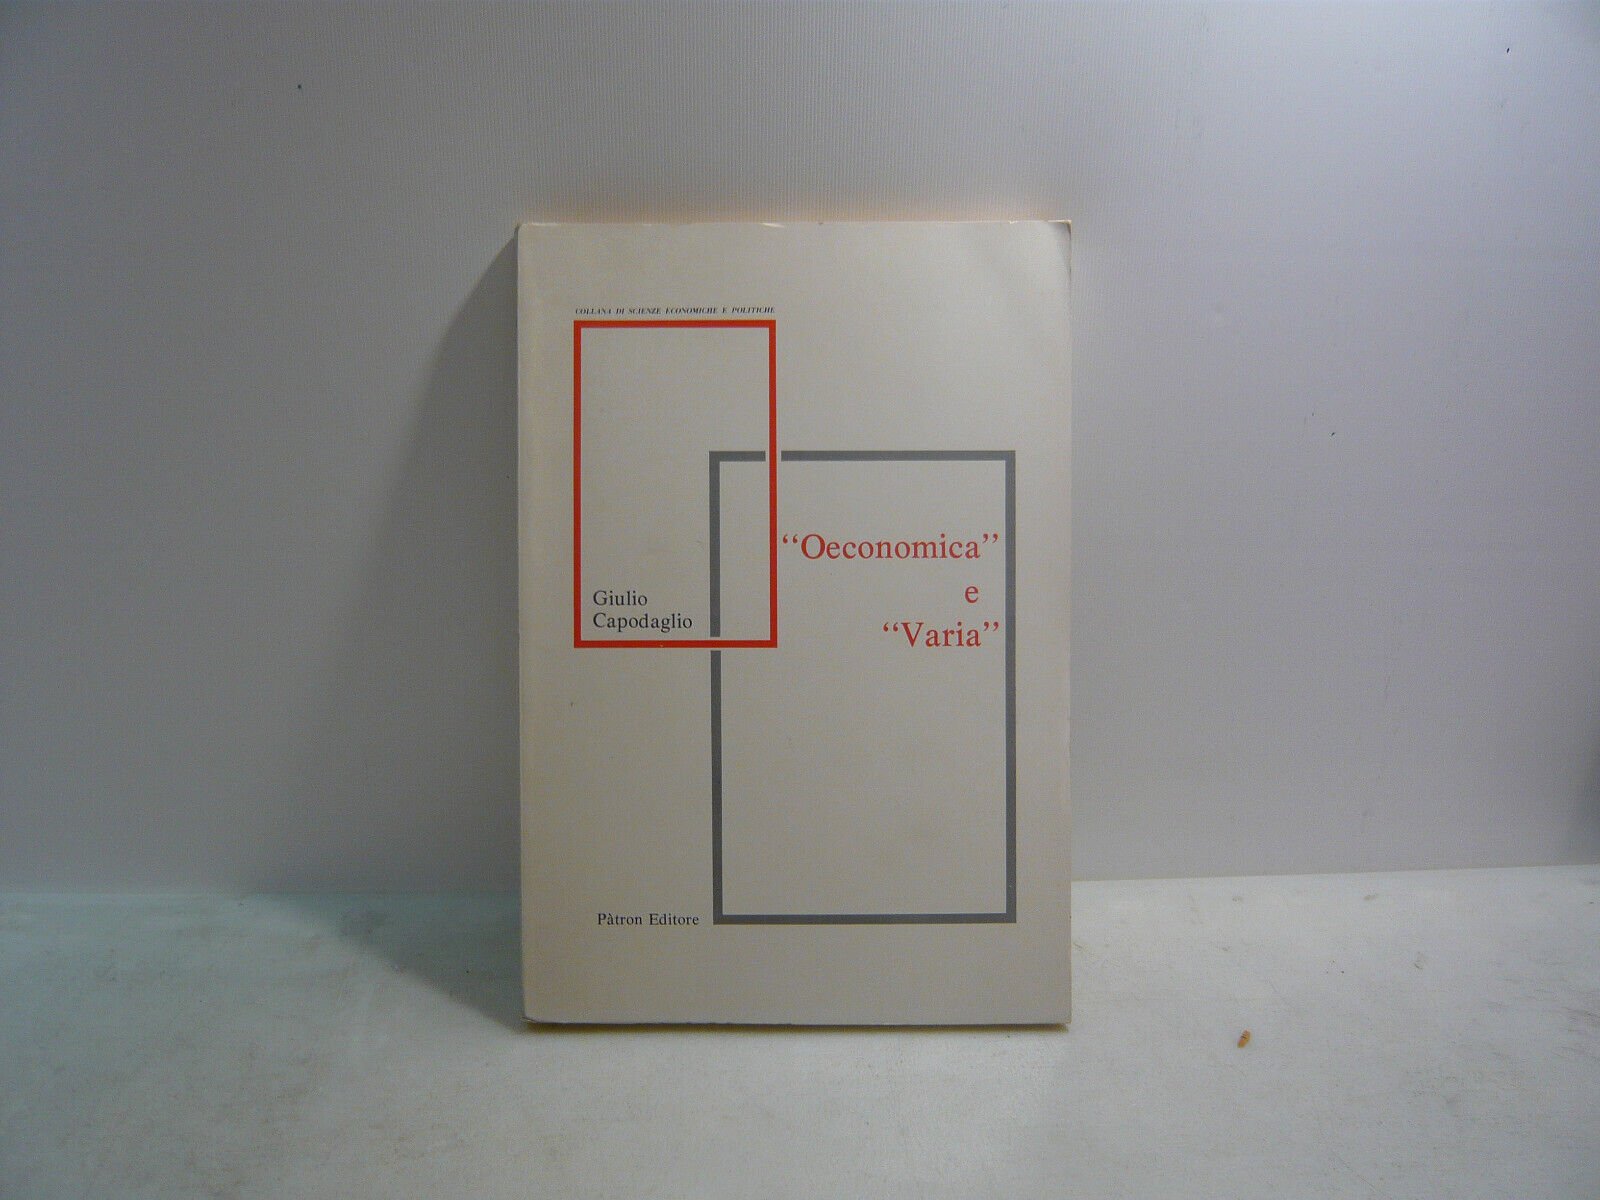 COLLANA DI SCIENZE ECONOMICHE E POLITICHE
Giulio
Capodaglio
“Oeconomica”
e
“Varia”
Pàtron Editore